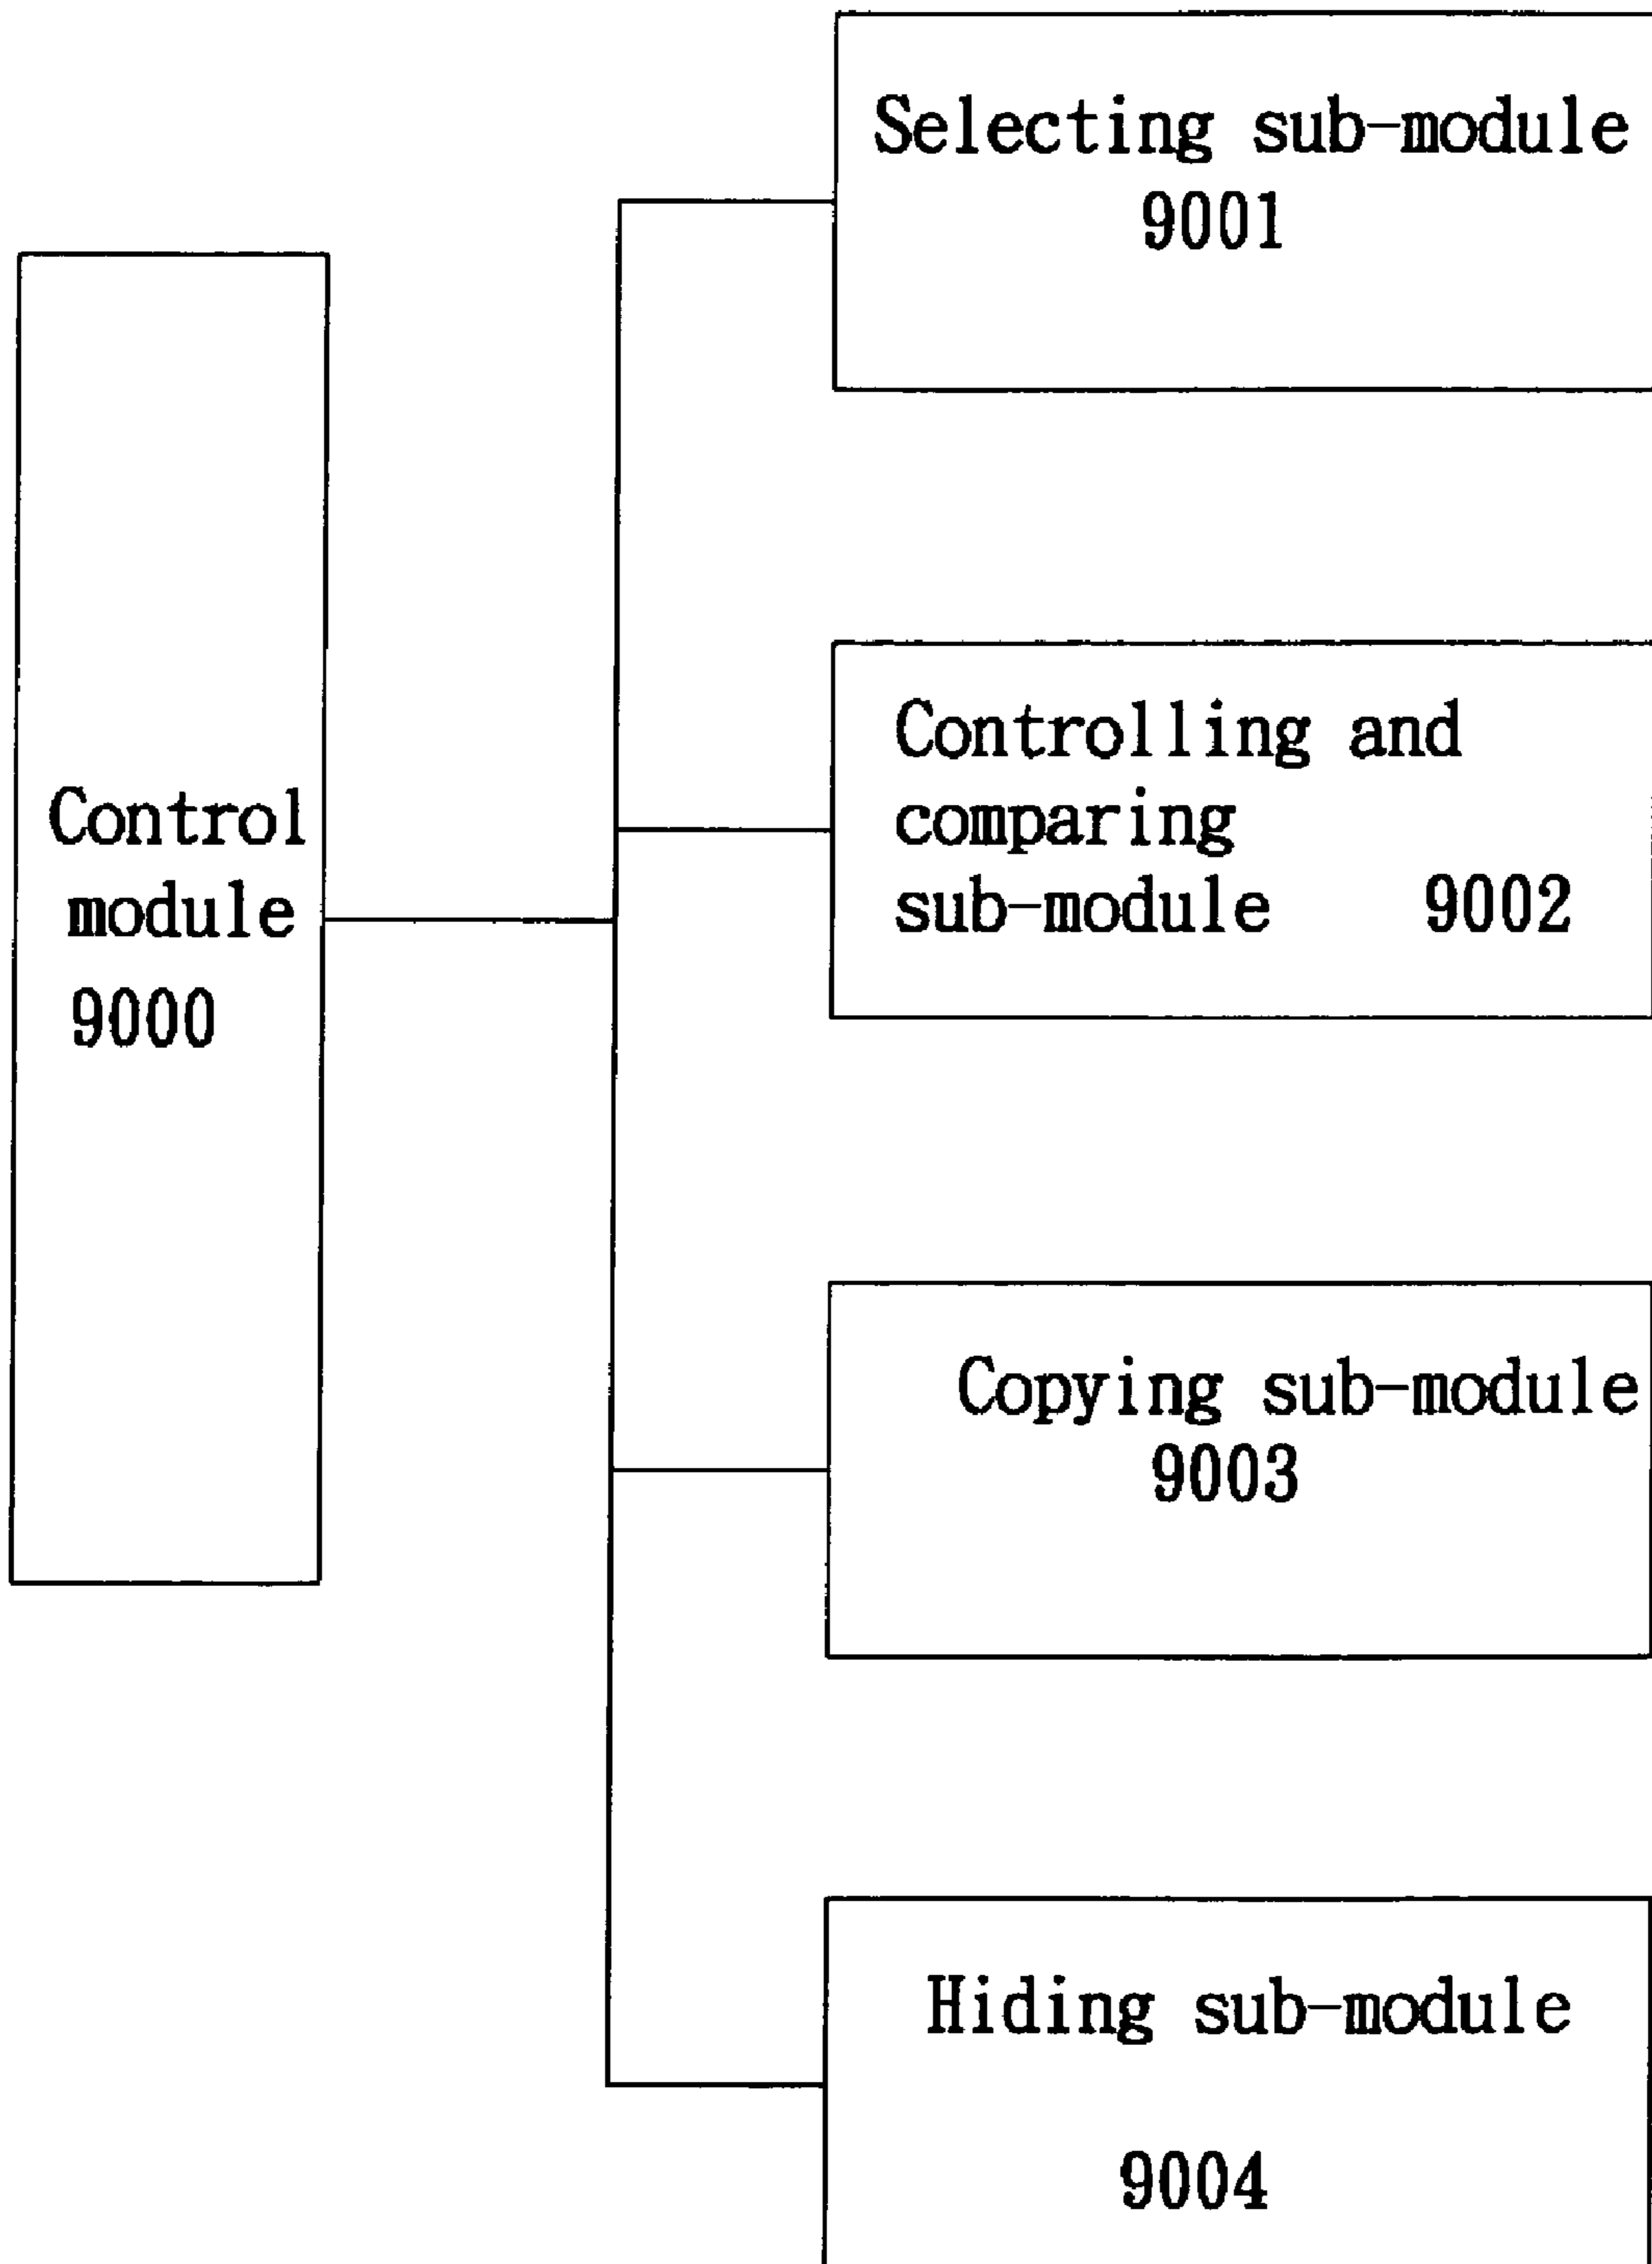 Selecting sub-module
9001
Control
module
9000
Controlling and
comparing
sub-module 9002
Copying sub-module
9003
Hiding sub-module
9004